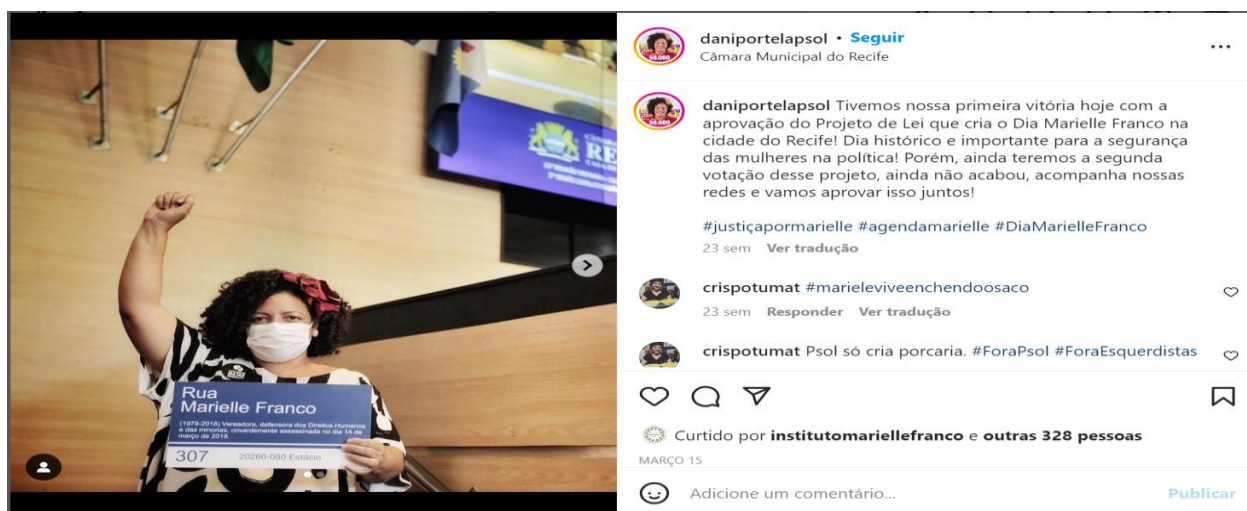 RE
Rua
Marielle Franco
(1979-2018) Vereadora, defensora dos Direitos Humanos
e das minorias, covardemente assassinada no dia 14 de
março de 2018.
307 20260-080 Estácio
daniportelapsol • Seguir
Câmara Municipal do Recife
50.000
daniportelapsol Tivemos nossa primeira vitória hoje com a
aprovação do Projeto de Lei que cria o Dia Marielle Franco na
cidade do Recife! Dia histórico e importante para a segurança
das mulheres na política! Porém, ainda teremos a segunda
votação desse projeto, ainda não acabou, acompanha nossas
redes e vamos aprovar isso juntos!
#justiçapormarielle #agendamarielle #DiaMarielleFranco
23 sem Ver tradução
crispotumat #marieleviveenchendoosaco
23 sem Responder Ver tradução
crispotumat Psol só cria porcaria. #ForaPsol #ForaEsquerdistas
Curtido por institutomariellefranco e outras 328 pessoas
MARÇO 15
Adicione um comentário... Publicar